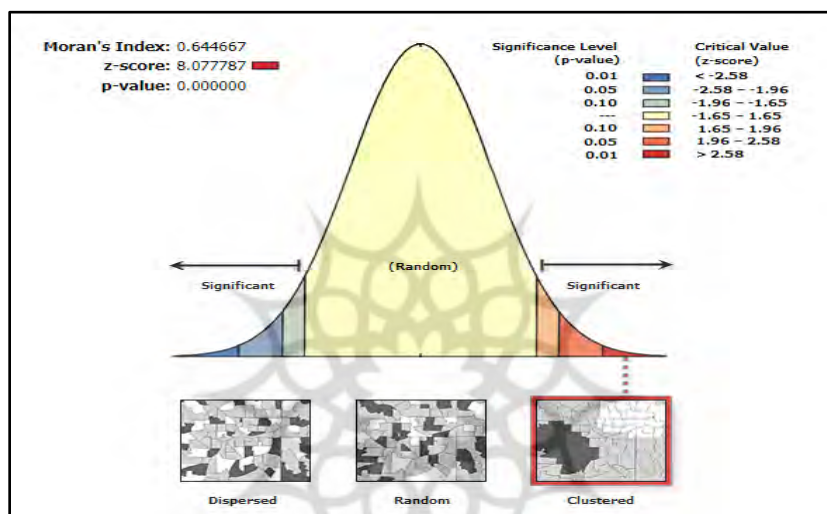 Moran's Index: 0.644667
z-score: 8.077787
p-value: 0.000000
Significance Level
(p-value)
Critical Value
(z-score)
0.01 < -2.58
0.05 -2.58 – -1.96
0.10 -1.96 – -1.65
--- -1.65 – 1.65
0.10 1.65 – 1.96
0.05 1.96 – 2.58
0.01 > 2.58
Significant
(Random)
Significant
Dispersed
Random
Clustered